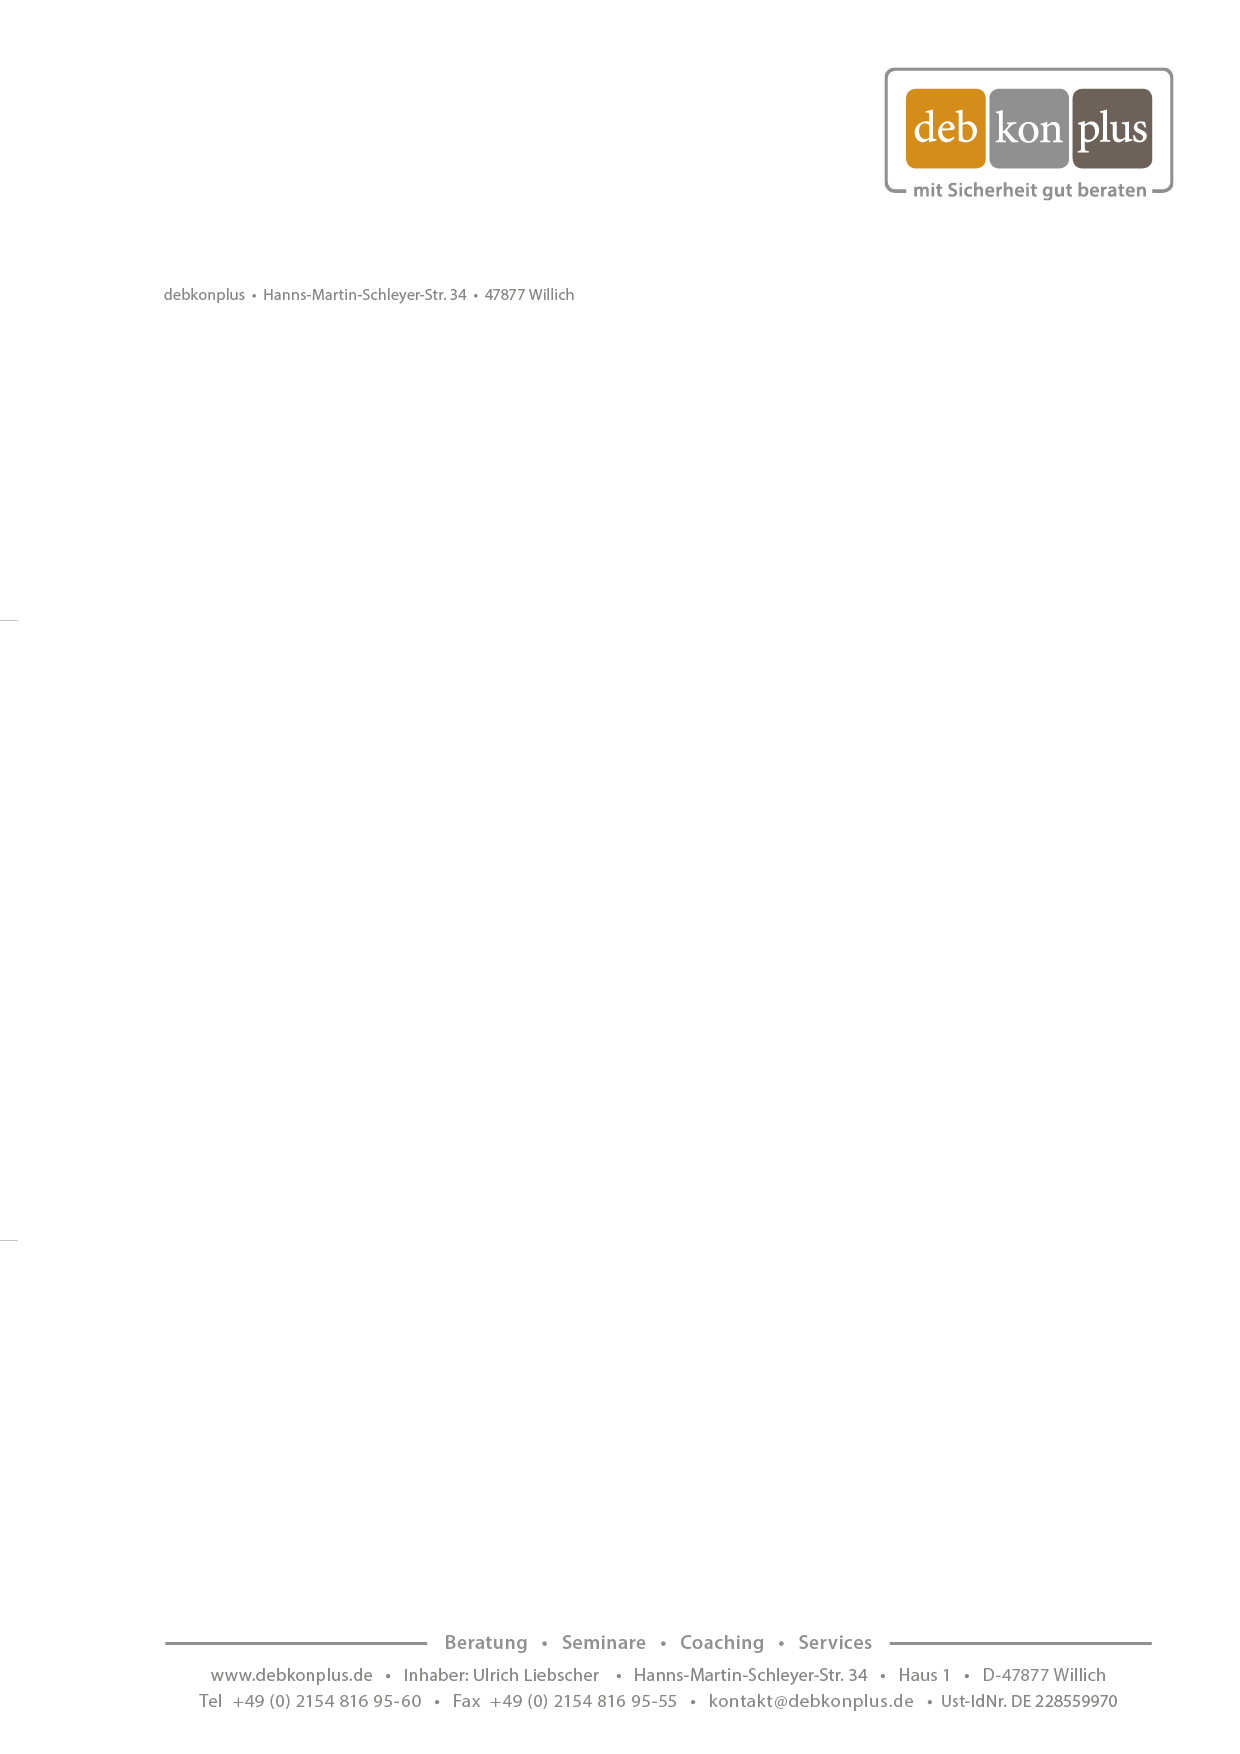 deb kon plus
mit Sicherheit gut beraten
debkonplus • Hanns-Martin-Schleyer-Str. 34 • 47877 Willich
Beratung • Seminare • Coaching • Services
www.debkonplus.de • Inhaber: Ulrich Liebscher • Hanns-Martin-Schleyer-Str. 34 • Haus 1 • D-47877 Willich
Tel +49 (0) 2154 816 95-60 • Fax +49 (0) 2154 816 95-55 • kontakt@debkonplus.de • Ust-IdNr. DE 228559970